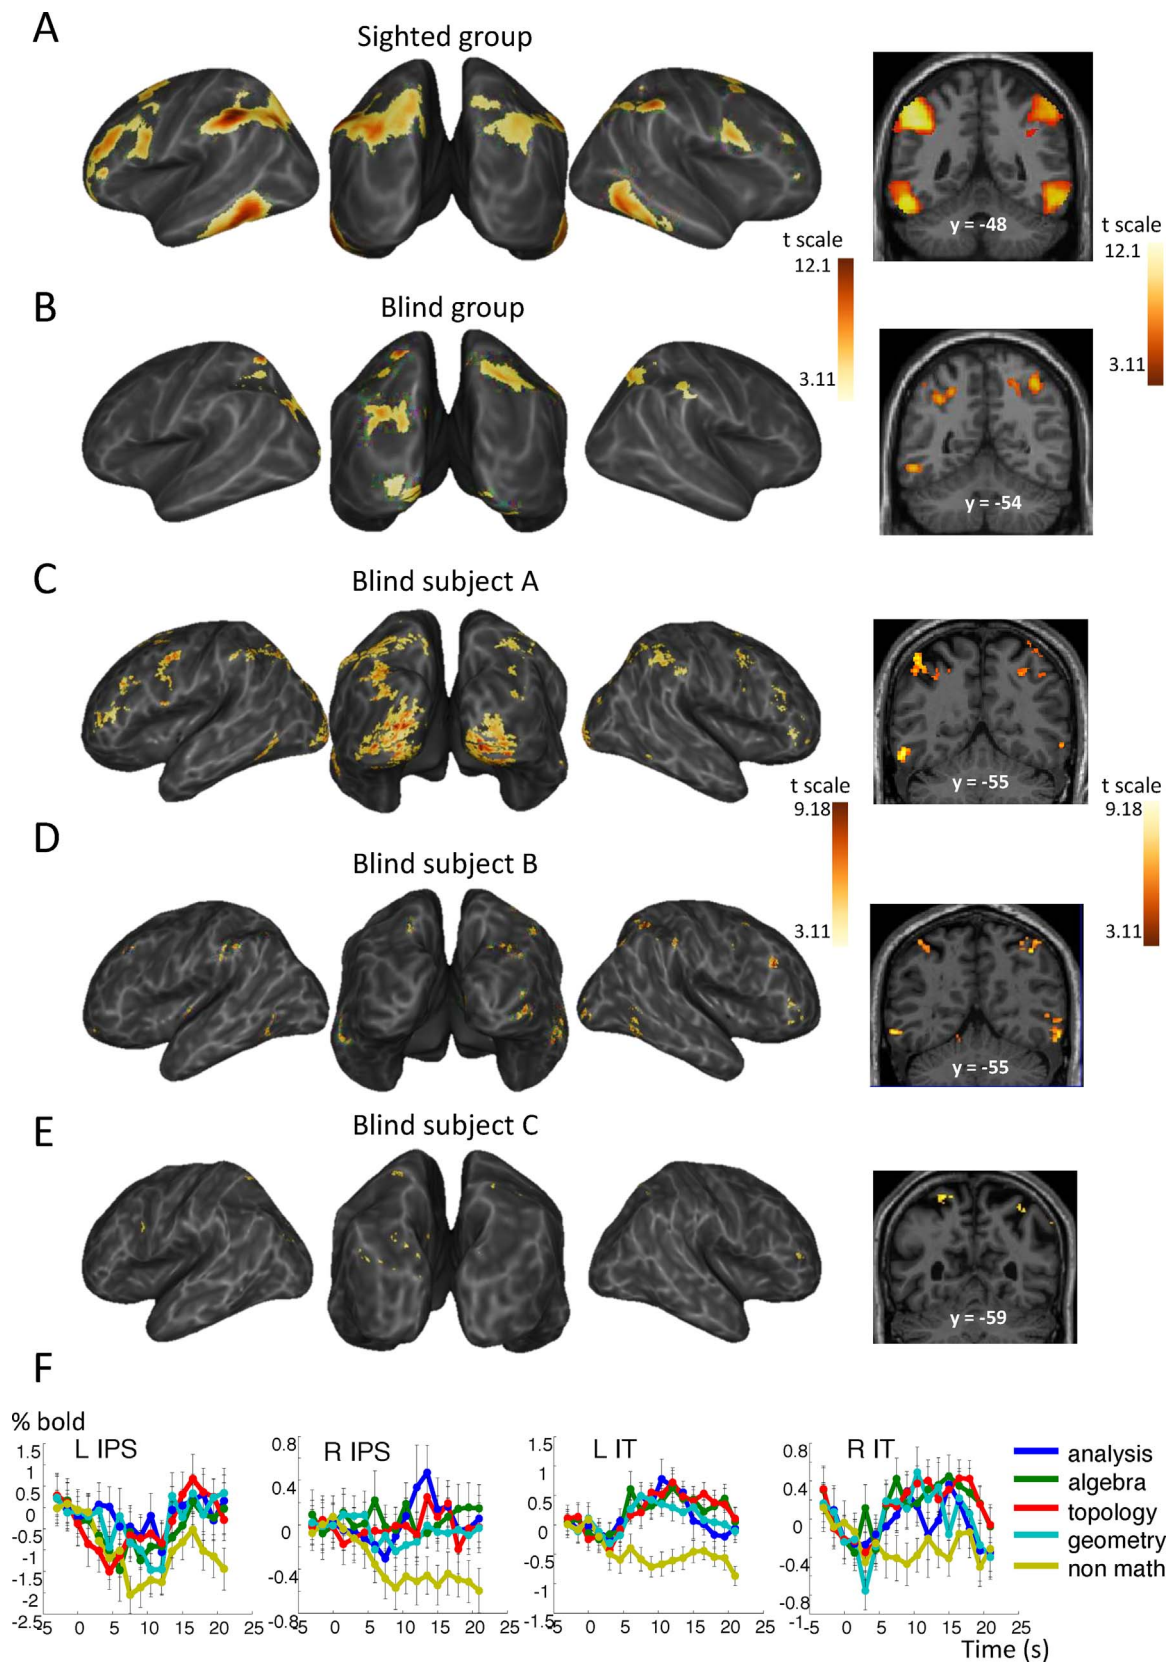 A
Sighted group
y = -48
t scale
12.1
3.11
t scale
12.1
3.11
B
Blind group
y = -54
C
Blind subject A
y = -55
t scale
9.18
3.11
t scale
9.18
3.11
D
Blind subject B
y = -55
E
Blind subject C
y = -59
F
% bold
L IPS
1.5
1
0.5
0
-0.5
-1
-1.5
-2
-2.5
-5 0 5 10 15 20 25
R IPS
0.8
0.4
0
-0.4
-0.8
-5 0 5 10 15 20 25
L IT
1.5
1
0.5
0
-0.5
-1
-1.5
-5 0 5 10 15 20 25
R IT
0.8
0.4
0
-0.4
-0.8
-1
-5 0 5 10 15 20 25
analysis
algebra
topology
geometry
non math
Time (s)